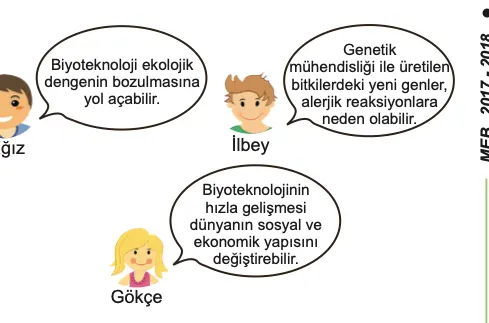 Biyoteknoloji ekolojik
dengenin bozulmasına
yol açabilir.
ğız
Genetik
mühendisliği ile üretilen
bitkilerdeki yeni genler,
alerjik reaksiyonlara
neden olabilir.
İlbey
Biyoteknolojinin
hızla gelişmesi
dünyanın sosyal ve
ekonomik yapısını
değiştirebilir.
Gökçe
MEB 2017 - 2018 ●